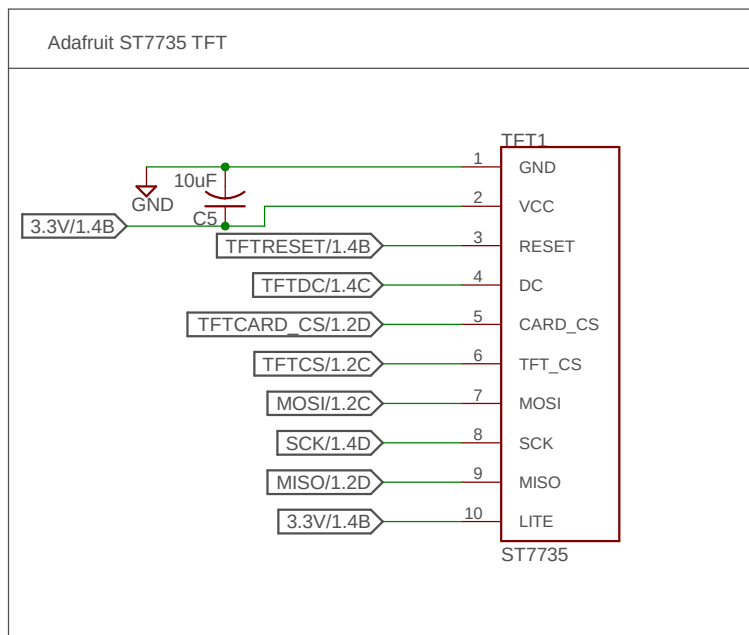 Adafruit ST7735 TFT
TFT1
1 GND
10uF
GND
2 VCC
C5
3.3V/1.4B
TFTRESET/1.4B 3 RESET
TFTDC/1.4C 4 DC
TFTCARD_CS/1.2D 5 CARD_CS
TFTCS/1.2C 6 TFT_CS
MOSI/1.2C 7 MOSI
SCK/1.4D 8 SCK
MISO/1.2D 9 MISO
3.3V/1.4B 10 LITE
ST7735